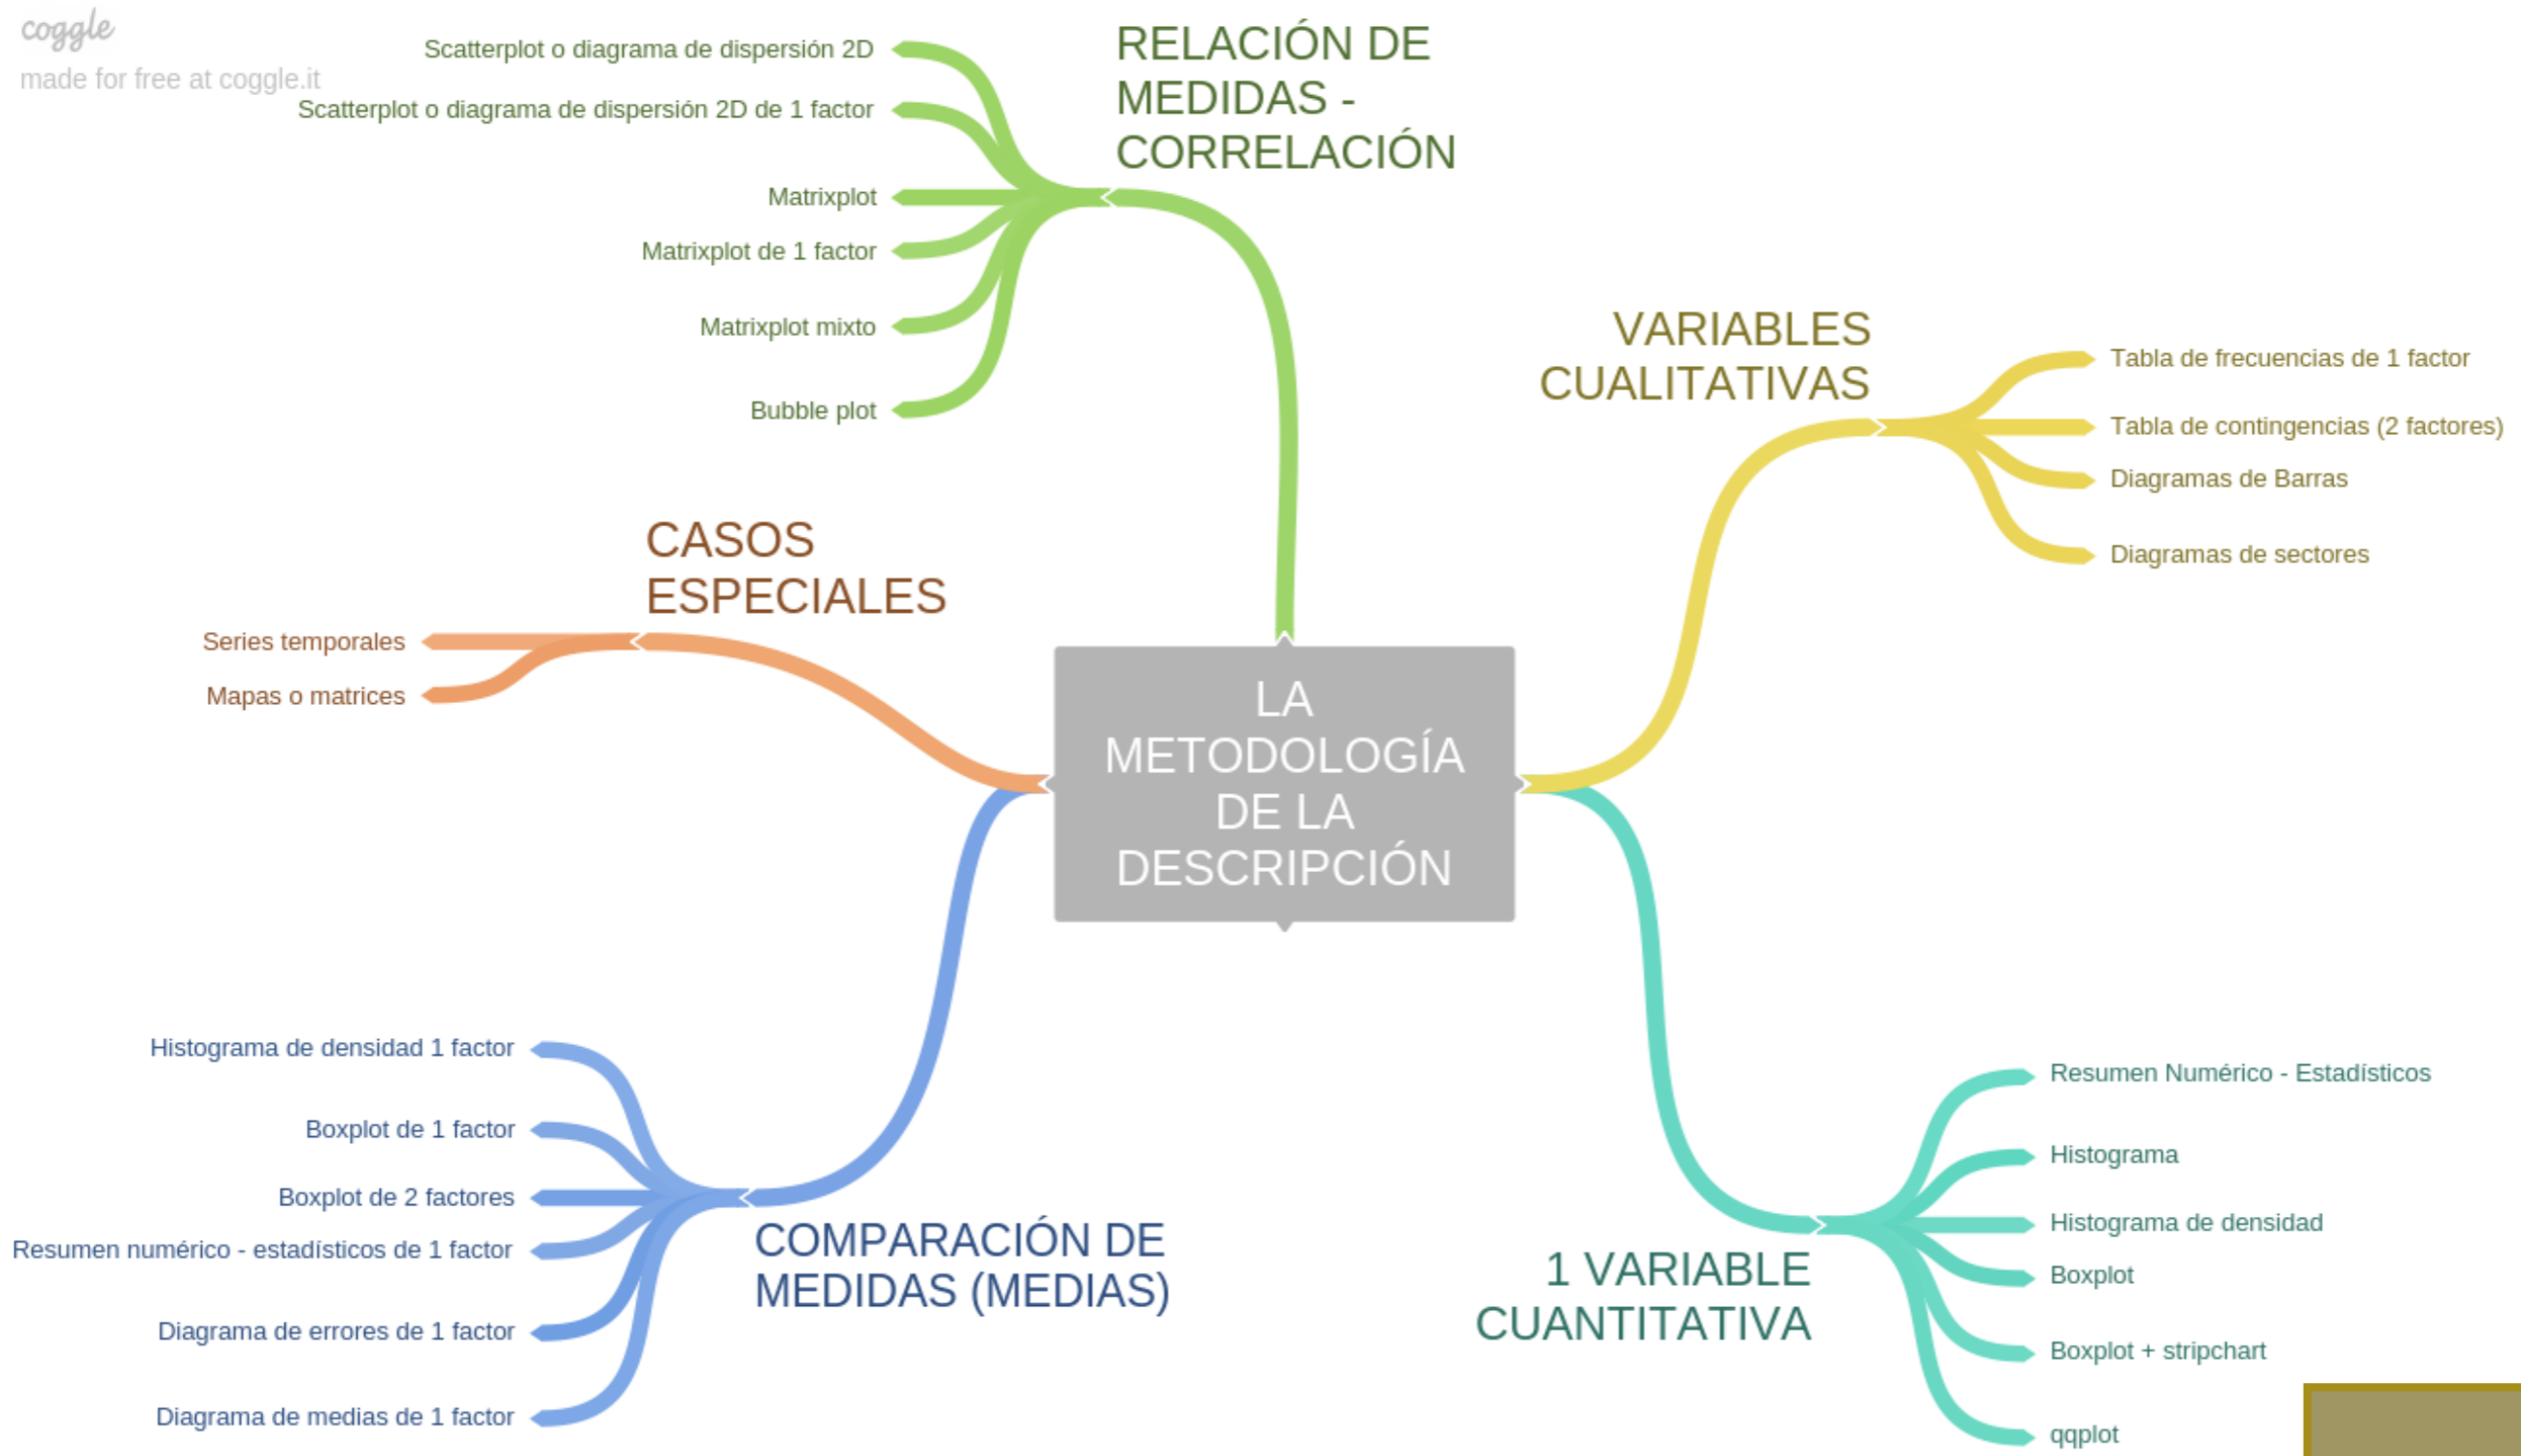 coggle
made for free at coggle.it
Scatterplot o diagrama de dispersión 2D
Scatterplot o diagrama de dispersión 2D de 1 factor
Matrixplot
Matrixplot de 1 factor
Matrixplot mixto
Bubble plot
RELACIÓN DE
MEDIDAS -
CORRELACIÓN
VARIABLES
CUALITATIVAS
Tabla de frecuencias de 1 factor
Tabla de contingencias (2 factores)
Diagramas de Barras
Diagramas de sectores
CASOS
ESPECIALES
Series temporales
Mapas o matrices
LA
METODOLOGÍA
DE LA
DESCRIPCIÓN
Histograma de densidad 1 factor
Boxplot de 1 factor
Boxplot de 2 factores
Resumen numérico - estadísticos de 1 factor
Diagrama de errores de 1 factor
Diagrama de medias de 1 factor
COMPARACIÓN DE
MEDIDAS (MEDIAS)
1 VARIABLE
CUANTITATIVA
Resumen Numérico - Estadísticos
Histograma
Histograma de densidad
Boxplot
Boxplot + stripchart
qqplot